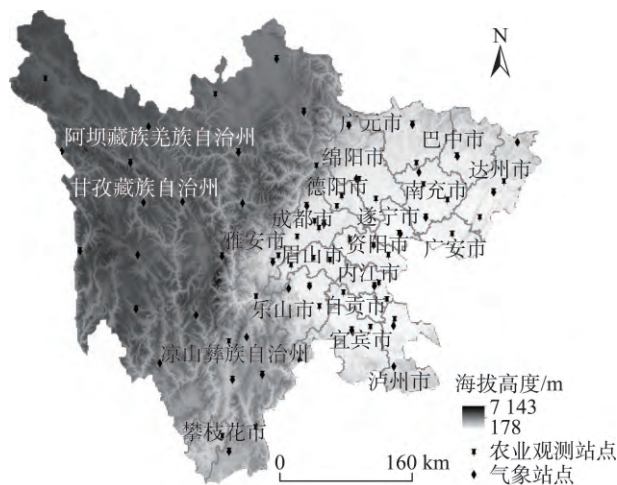 N
广元市
巴中市
阿坝藏族羌族自治州
绵阳市
达州市
德阳市
甘孜藏族自治州
南充市
成都市
遂宁市
雅安市
资阳市
广安市
眉山市
内江市
乐山市
自贡市
宜宾市
凉山彝族自治州
泸州市
攀枝花市
海拔高度/m
7 143
178
农业观测站点
气象站点
0
160 km